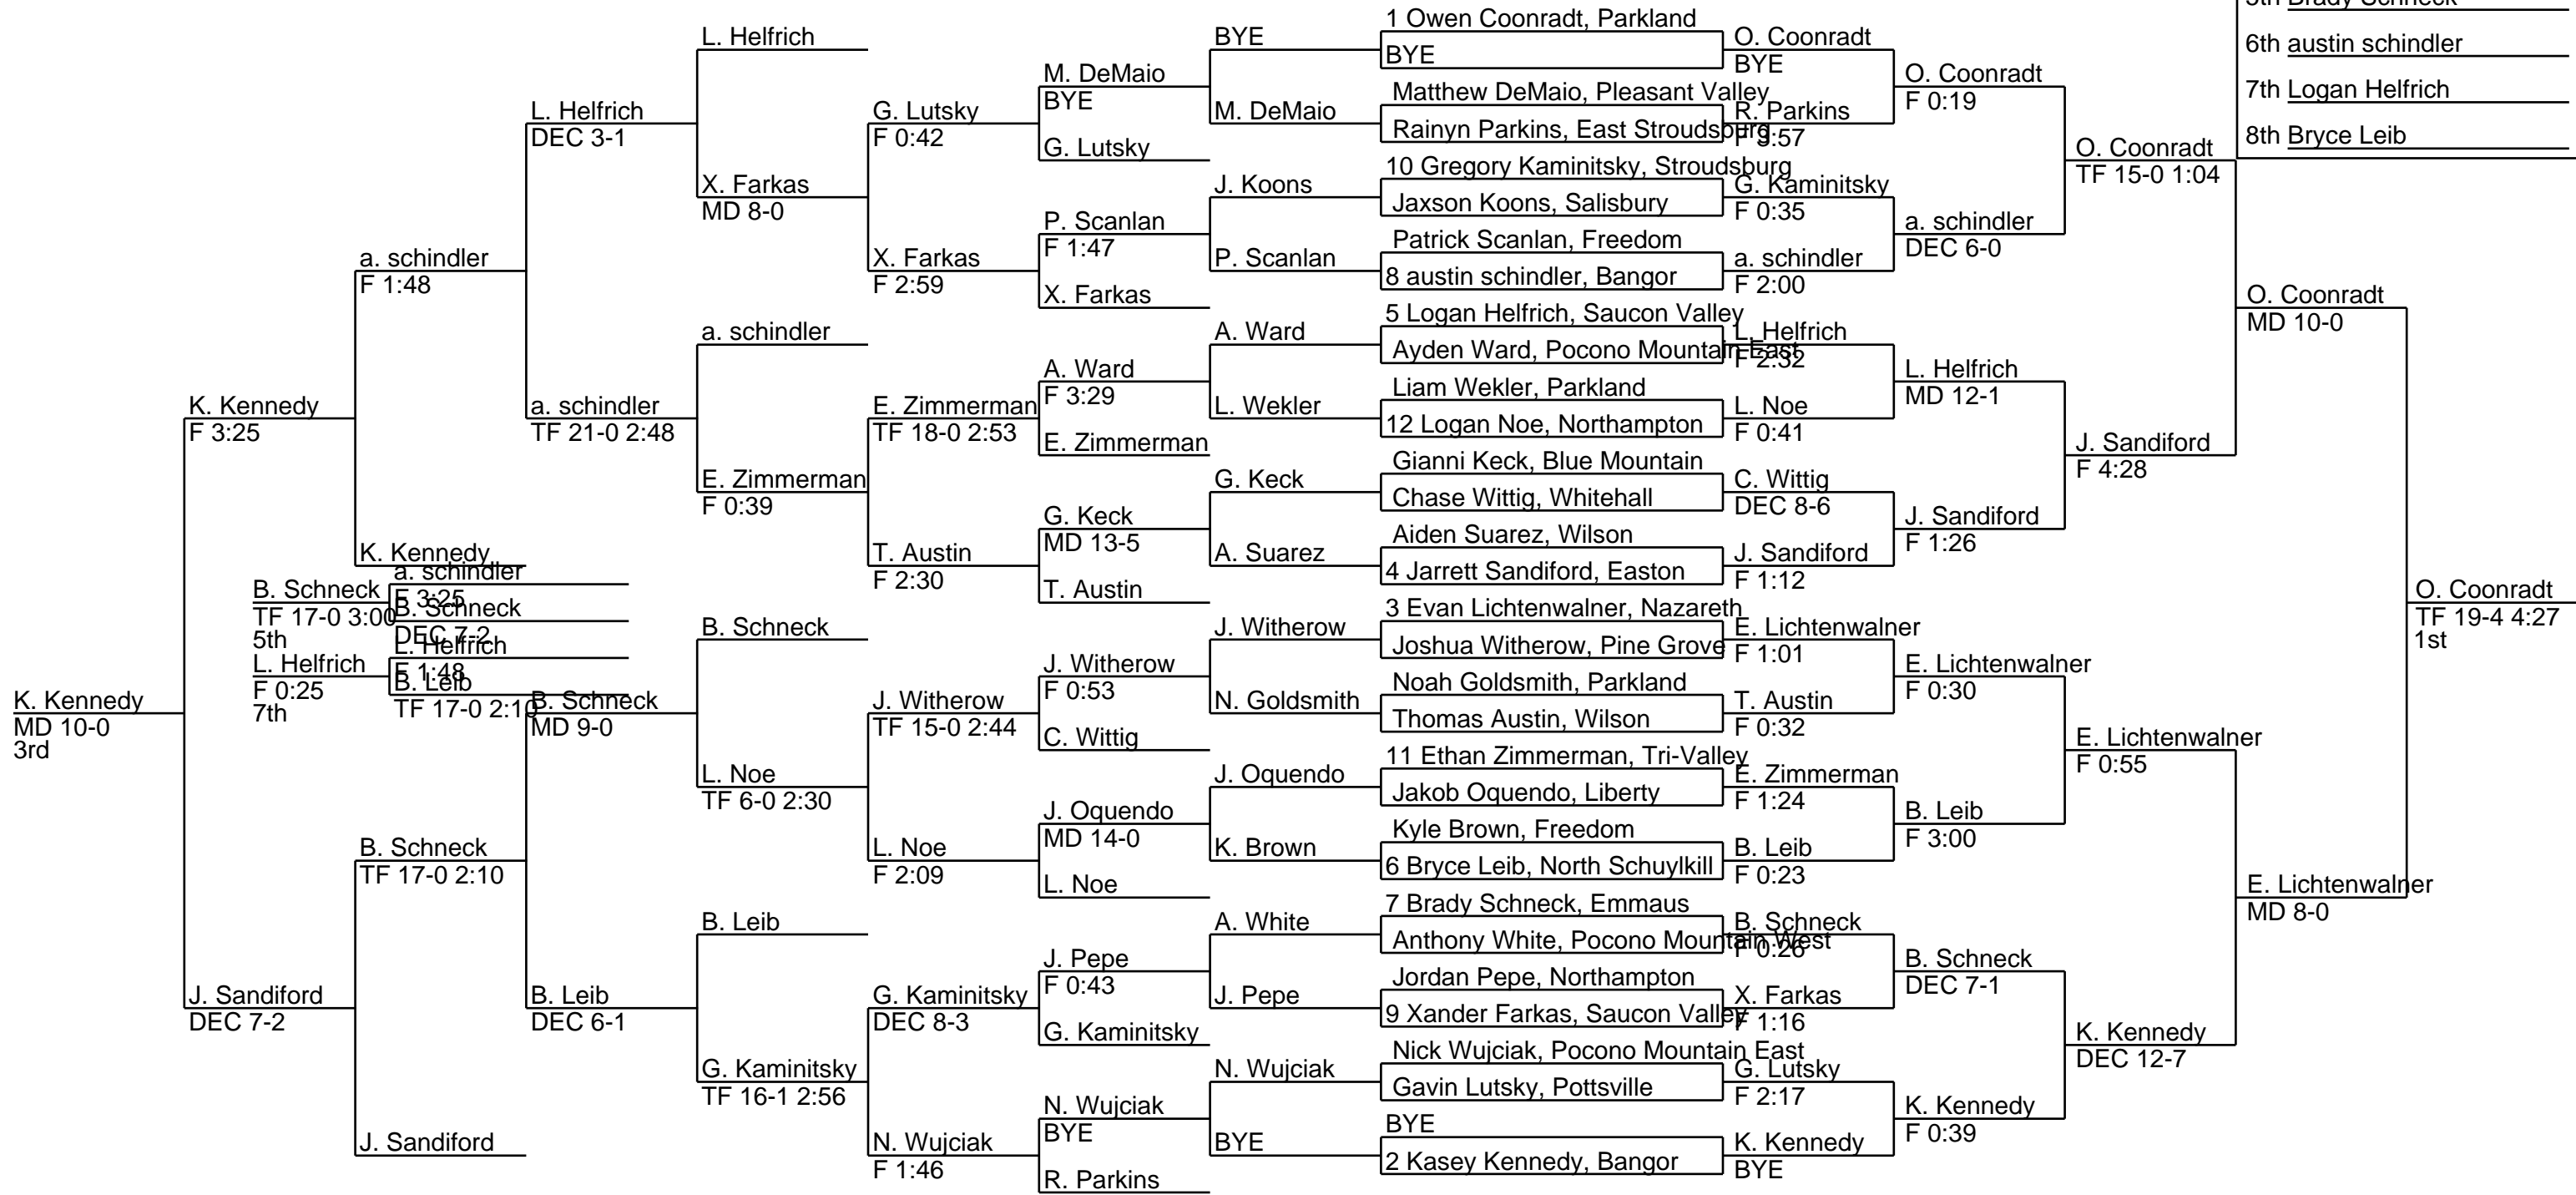 5th Brady Schneck
6th austin schindler
7th Logan Helfrich
8th Bryce Leib
K. Kennedy
MD 10-0
3rd
K. Kennedy
F 3:25
J. Sandiford
DEC 7-2
B. Schneck
TF 17-0 3:00
5th
L. Helfrich
F 0:25
7th
a. schindler
F 1:48
K. Kennedy
a. schindler
F 3:25
B. Schneck
DEC 7-2
L. Helfrich
F 1:48
B. Leib
TF 17-0 2:10
B. Schneck
TF 17-0 2:10
J. Sandiford
L. Helfrich
DEC 3-1
a. schindler
TF 21-0 2:48
B. Schneck
MD 9-0
B. Leib
DEC 6-1
L. Helfrich
X. Farkas
MD 8-0
a. schindler
E. Zimmerman
F 0:39
B. Schneck
L. Noe
TF 6-0 2:30
B. Leib
G. Kaminitsky
TF 16-1 2:56
G. Lutsky
F 0:42
X. Farkas
F 2:59
E. Zimmerman
TF 18-0 2:53
T. Austin
F 2:30
J. Witherow
TF 15-0 2:44
L. Noe
F 2:09
G. Kaminitsky
DEC 8-3
N. Wujciak
F 1:46
M. DeMaio
BYE
G. Lutsky
P. Scanlan
F 1:47
X. Farkas
A. Ward
F 3:29
E. Zimmerman
G. Keck
MD 13-5
T. Austin
J. Witherow
F 0:53
C. Wittig
J. Oquendo
MD 14-0
L. Noe
J. Pepe
F 0:43
G. Kaminitsky
N. Wujciak
BYE
R. Parkins
BYE
M. DeMaio
J. Koons
P. Scanlan
A. Ward
L. Wekler
G. Keck
A. Suarez
J. Witherow
N. Goldsmith
J. Oquendo
K. Brown
A. White
J. Pepe
N. Wujciak
BYE
1 Owen Coonradt, Parkland
BYE
Matthew DeMaio, Pleasant Valley
Rainyn Parkins, East Stroudsburg
10 Gregory Kaminitsky, Stroudsburg
Jaxson Koons, Salisbury
Patrick Scanlan, Freedom
8 austin schindler, Bangor
5 Logan Helfrich, Saucon Valley
Ayden Ward, Pocono Mountain East
Liam Wekler, Parkland
12 Logan Noe, Northampton
Gianni Keck, Blue Mountain
Chase Wittig, Whitehall
Aiden Suarez, Wilson
4 Jarrett Sandiford, Easton
3 Evan Lichtenwalner, Nazareth
Joshua Witherow, Pine Grove
Noah Goldsmith, Parkland
Thomas Austin, Wilson
11 Ethan Zimmerman, Tri-Valley
Jakob Oquendo, Liberty
Kyle Brown, Freedom
6 Bryce Leib, North Schuylkill
7 Brady Schneck, Emmaus
Anthony White, Pocono Mountain West
Jordan Pepe, Northampton
9 Xander Farkas, Saucon Valley
Nick Wujciak, Pocono Mountain East
Gavin Lutsky, Pottsville
BYE
2 Kasey Kennedy, Bangor
O. Coonradt
BYE
R. Parkins
F 3:57
G. Kaminitsky
F 0:35
a. schindler
F 2:00
L. Helfrich
F 2:32
L. Noe
F 0:41
C. Wittig
DEC 8-6
J. Sandiford
F 1:12
E. Lichtenwalner
F 1:01
T. Austin
F 0:32
E. Zimmerman
F 1:24
B. Leib
F 0:23
B. Schneck
F 0:26
X. Farkas
F 1:16
G. Lutsky
F 2:17
K. Kennedy
BYE
O. Coonradt
F 0:19
a. schindler
DEC 6-0
L. Helfrich
MD 12-1
J. Sandiford
F 1:26
E. Lichtenwalner
F 0:30
B. Leib
F 3:00
B. Schneck
DEC 7-1
K. Kennedy
F 0:39
O. Coonradt
TF 15-0 1:04
J. Sandiford
F 4:28
E. Lichtenwalner
F 0:55
K. Kennedy
DEC 12-7
O. Coonradt
MD 10-0
E. Lichtenwalner
MD 8-0
O. Coonradt
TF 19-4 4:27
1st